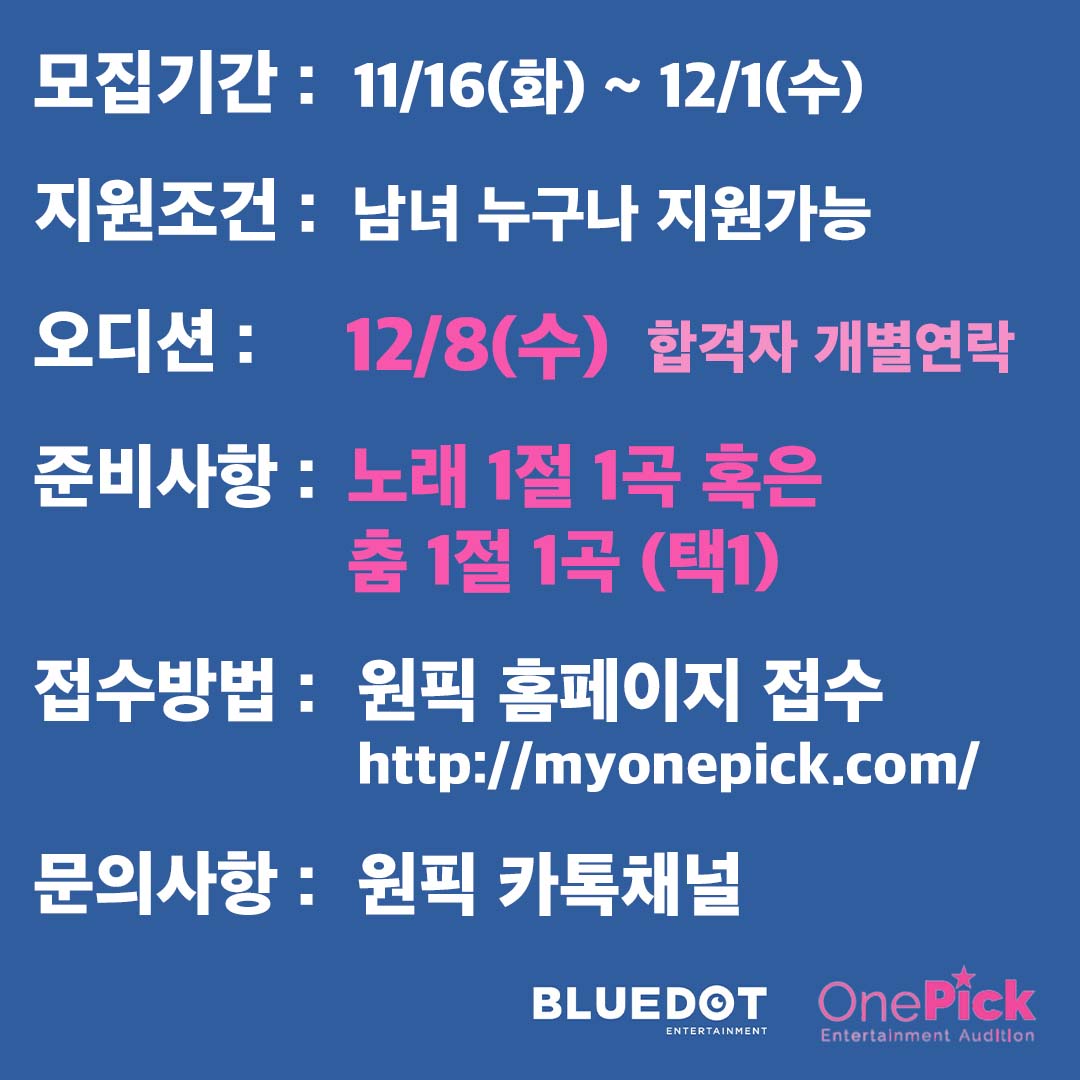 모집기간 : 11/16(화) ~ 12/1(수)
지원조건 : 남녀 누구나 지원가능
오디션 : 12/8(수) 합격자 개별연락
준비사항 : 노래 1절 1곡 혹은
춤 1절 1곡 (택1)
접수방법 : 원픽 홈페이지 접수
http://myonepick.com/
문의사항 : 원픽 카톡채널
BLUEDOT
ENTERTAINMENT
OnePick
Entertainment Audition